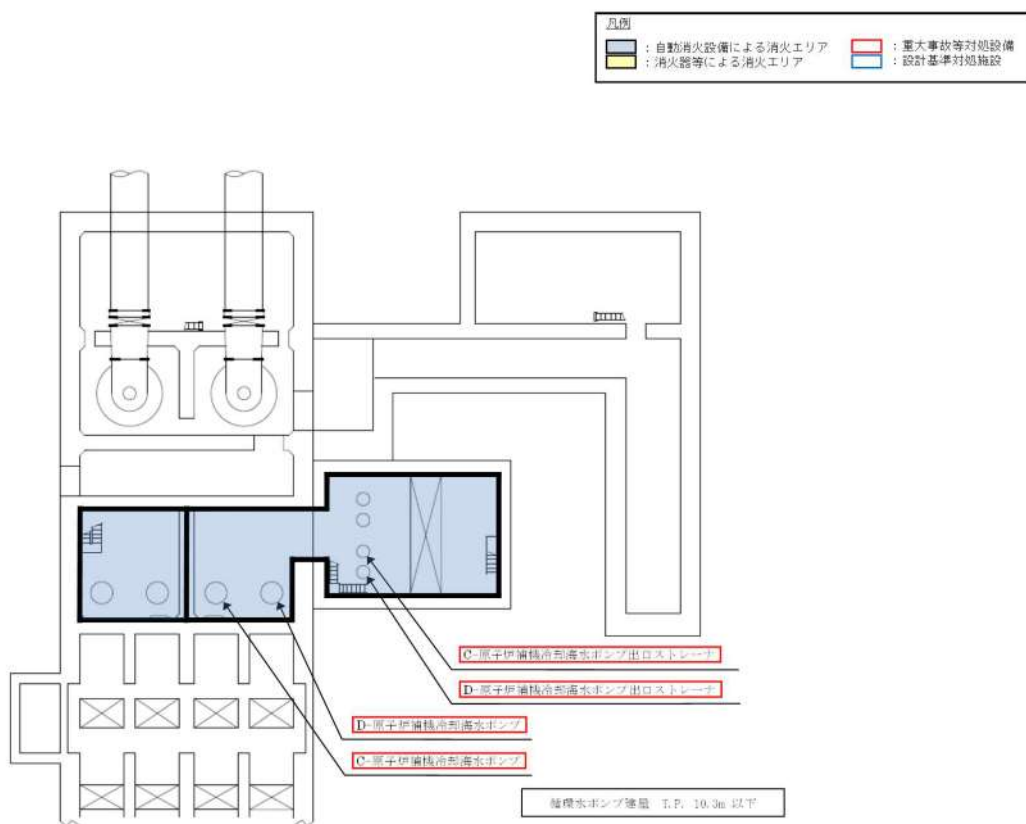 凡例
：自動消火設備による消火エリア
：重大事故等対処設備
：消火器等による消火エリア
：設計基準対処施設
C-原子炉補機冷却海水ポンプ出口ストレーナ
D-原子炉補機冷却海水ポンプ出口ストレーナ
D-原子炉補機冷却海水ポンプ
C-原子炉補機冷却海水ポンプ
循環水ポンプ建屋 T.P. 10.3m 以下